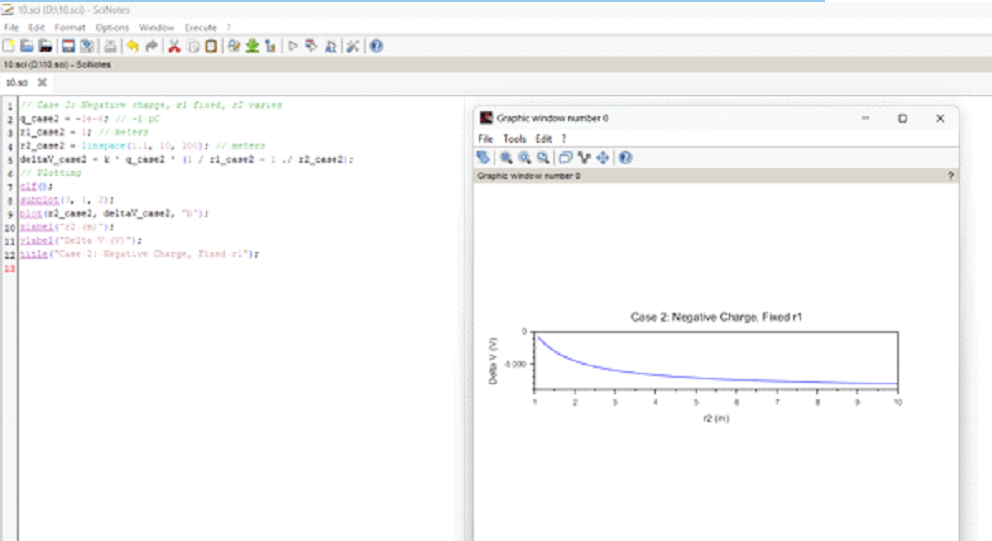 10.sci (D:\10.sci) - SciNotes
File Edit Format Options Window Execute ?
10.sci (D:\10.sci) - SciNotes
10.sci
1 // Case 2: Negative charge, r1 fixed, r2 varies
2 q_case2 = -1e-6; // -1 µC
3 r1_case2 = 1; // meters
4 r2_case2 = linspace(1.1, 10, 100); // meters
5 deltaV_case2 = k * q_case2 * (1 / r1_case2 - 1 ./ r2_case2);
6 // Plotting
7 clf();
8 subplot(3, 1, 2);
9 plot(r2_case2, deltaV_case2, "b");
10 xlabel("r2 (m)");
11 ylabel("Delta V (V)");
12 title("Case 2: Negative Charge, Fixed r1");
13
Graphic window number 0
File Tools Edit ?
Graphic window number 0
?
Case 2: Negative Charge, Fixed r1
0
-5 000
Delta V (V)
1 2 3 4 5 6 7 8 9 10
r2 (m)